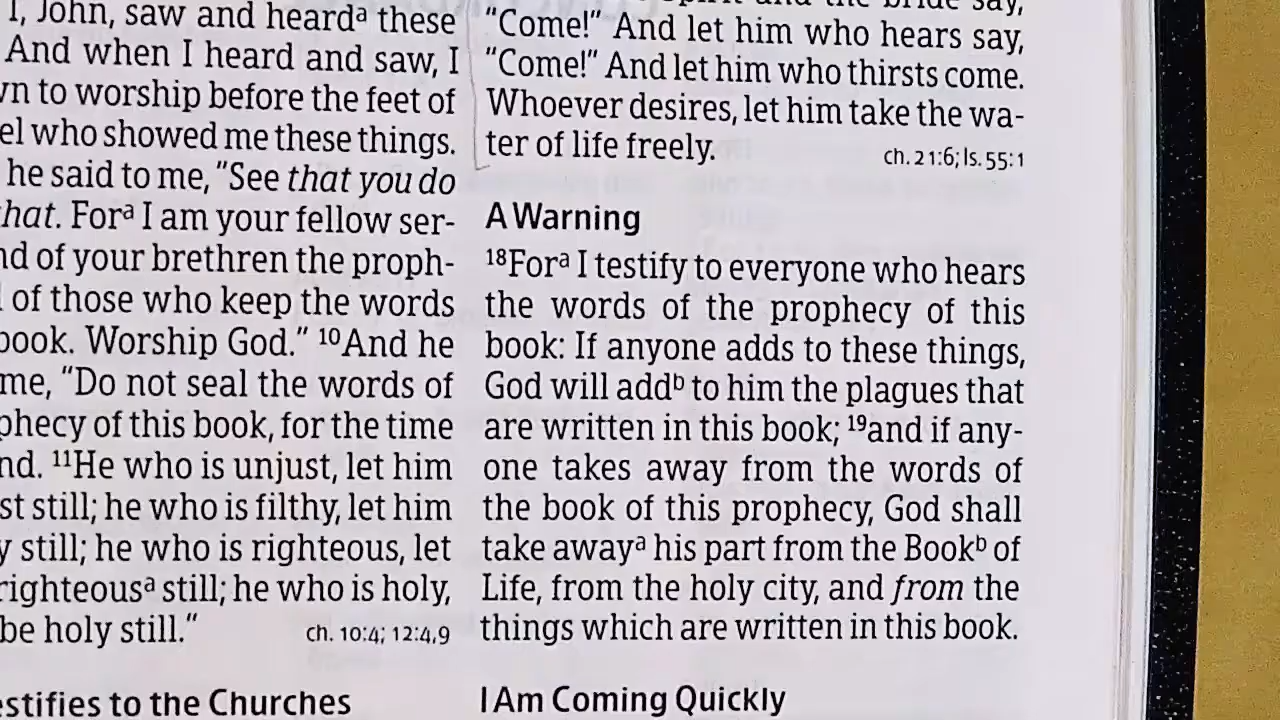 I, John, saw and heardᵃ these
And when I heard and saw, I
to worship before the feet of
who showed me these things.
he said to me, “See that you do
Forᵃ I am your fellow ser-
of your brethren the proph-
of those who keep the words
book. Worship God.” ¹⁰And he
me, “Do not seal the words of
of this book, for the time
¹¹He who is unjust, let him
still; he who is filthy, let him
still; he who is righteous, let
righteousᵃ still; he who is holy,
be holy still.” ch. 10:4; 12:4,9
to the Churches
the bride say,
“Come!” And let him who hears say,
“Come!” And let him who thirsts come.
Whoever desires, let him take the wa-
ter of life freely. ch. 21:6; Is. 55:1
A Warning
¹⁸Forᵃ I testify to everyone who hears
the words of the prophecy of this
book: If anyone adds to these things,
God will addᵇ to him the plagues that
are written in this book; ¹⁹and if any-
one takes away from the words of
the book of this prophecy, God shall
take awayᵃ his part from the Bookᵇ of
Life, from the holy city, and from the
things which are written in this book.
I Am Coming Quickly